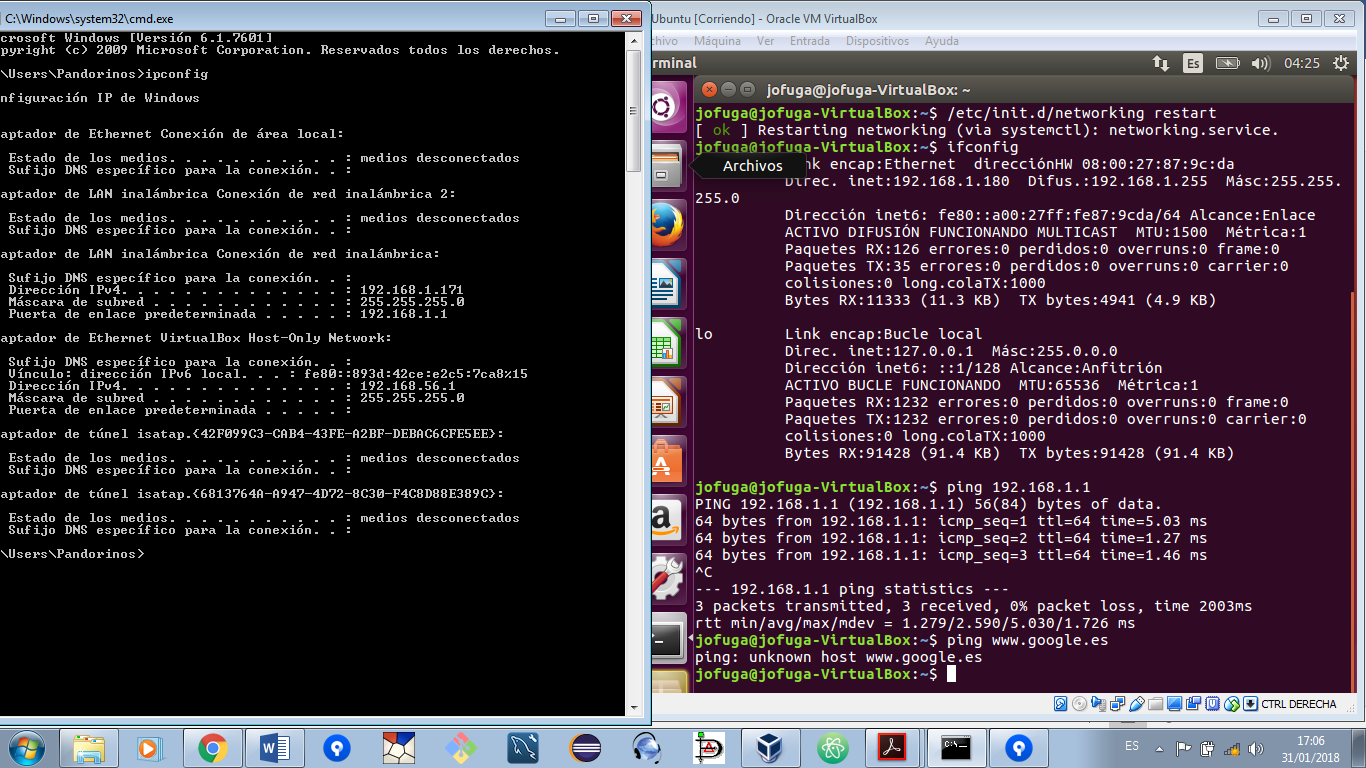 C:\Windows\system32\cmd.exe
crosoft Windows [Versión 6.1.7601]
pyright (c) 2009 Microsoft Corporation. Reservados todos los derechos.
\Users\Pandorinos>ipconfig
nfiguración IP de Windows
aptador de Ethernet Conexión de área local:
Estado de los medios. . . . . . . . . . . : medios desconectados
Sufijo DNS específico para la conexión. . :
aptador de LAN inalámbrica Conexión de red inalámbrica 2:
Estado de los medios. . . . . . . . . . . : medios desconectados
Sufijo DNS específico para la conexión. . :
aptador de LAN inalámbrica Conexión de red inalámbrica:
Sufijo DNS específico para la conexión. . :
Dirección IPv4. . . . . . . . . . . . . . : 192.168.1.171
Máscara de subred . . . . . . . . . . . . : 255.255.255.0
Puerta de enlace predeterminada . . . . . : 192.168.1.1
aptador de Ethernet VirtualBox Host-Only Network:
Sufijo DNS específico para la conexión. . :
Vínculo: dirección IPv6 local. . . : fe80::893d:42ce:e2c5:7ca8%15
Dirección IPv4. . . . . . . . . . . . . . : 192.168.56.1
Máscara de subred . . . . . . . . . . . . : 255.255.255.0
Puerta de enlace predeterminada . . . . . :
aptador de túnel isatap.{42F099C3-CAB4-43FE-A2BF-DEBAC6CFE5EE}:
Estado de los medios. . . . . . . . . . . : medios desconectados
Sufijo DNS específico para la conexión. . :
aptador de túnel isatap.{6813764A-A947-4D72-8C30-F4C8D88E389C}:
Estado de los medios. . . . . . . . . . . : medios desconectados
Sufijo DNS específico para la conexión. . :
\Users\Pandorinos>
Ubuntu [Corriendo] - Oracle VM VirtualBox
chivo Máquina Ver Entrada Dispositivos Ayuda
rminal Es 04:25
jofuga@jofuga-VirtualBox: ~
jofuga@jofuga-VirtualBox:~$ /etc/init.d/networking restart
[ ok ] Restarting networking (via systemctl): networking.service.
jofuga@jofuga-VirtualBox:~$ ifconfig
Archivos
nk encap:Ethernet direcciónHW 08:00:27:87:9c:da
Direc. inet:192.168.1.180 Difus.:192.168.1.255 Másc:255.255.
255.0
Dirección inet6: fe80::a00:27ff:fe87:9cda/64 Alcance:Enlace
ACTIVO DIFUSIÓN FUNCIONANDO MULTICAST MTU:1500 Métrica:1
Paquetes RX:126 errores:0 perdidos:0 overruns:0 frame:0
Paquetes TX:35 errores:0 perdidos:0 overruns:0 carrier:0
colisiones:0 long.colaTX:1000
Bytes RX:11333 (11.3 KB) TX bytes:4941 (4.9 KB)
lo Link encap:Bucle local
Direc. inet:127.0.0.1 Másc:255.0.0.0
Dirección inet6: ::1/128 Alcance:Anfitrión
ACTIVO BUCLE FUNCIONANDO MTU:65536 Métrica:1
Paquetes RX:1232 errores:0 perdidos:0 overruns:0 frame:0
Paquetes TX:1232 errores:0 perdidos:0 overruns:0 carrier:0
colisiones:0 long.colaTX:1000
Bytes RX:91428 (91.4 KB) TX bytes:91428 (91.4 KB)
jofuga@jofuga-VirtualBox:~$ ping 192.168.1.1
PING 192.168.1.1 (192.168.1.1) 56(84) bytes of data.
64 bytes from 192.168.1.1: icmp_seq=1 ttl=64 time=5.03 ms
64 bytes from 192.168.1.1: icmp_seq=2 ttl=64 time=1.27 ms
64 bytes from 192.168.1.1: icmp_seq=3 ttl=64 time=1.46 ms
^C
--- 192.168.1.1 ping statistics ---
3 packets transmitted, 3 received, 0% packet loss, time 2003ms
rtt min/avg/max/mdev = 1.279/2.590/5.030/1.726 ms
jofuga@jofuga-VirtualBox:~$ ping www.google.es
ping: unknown host www.google.es
jofuga@jofuga-VirtualBox:~$
CTRL DERECHA
ES
17:06
31/01/2018